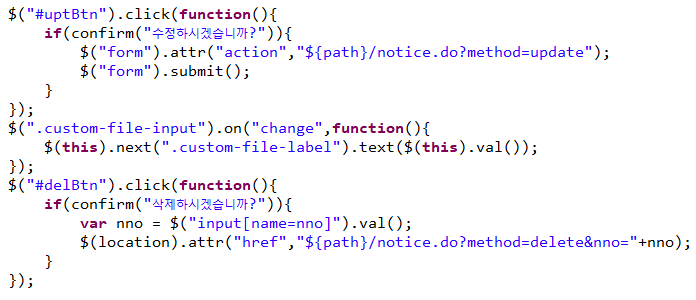 $("#uptBtn").click(function(){
    if(confirm("수정하시겠습니까?")){
        $("form").attr("action","${path}/notice.do?method=update");
        $("form").submit();
    }
});
$(".custom-file-input").on("change",function(){
    $(this).next(".custom-file-label").text($(this).val());
});
$("#delBtn").click(function(){
    if(confirm("삭제하시겠습니까?")){
        var nno = $("input[name=nno]").val();
        $(location).attr("href","${path}/notice.do?method=delete&nno="+nno);
    }
});